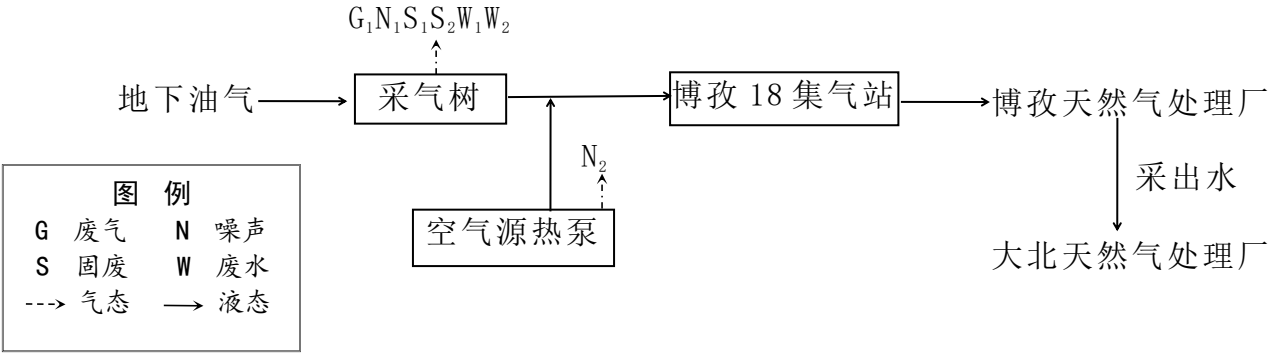 G₁N₁S₁S₂W₁W₂
地下油气
采气树
博孜 18 集气站
博孜天然气处理厂
N₂
采出水
空气源热泵
大北天然气处理厂
图 例
G 废气 N 噪声
S 固废 W 废水
气态 液态